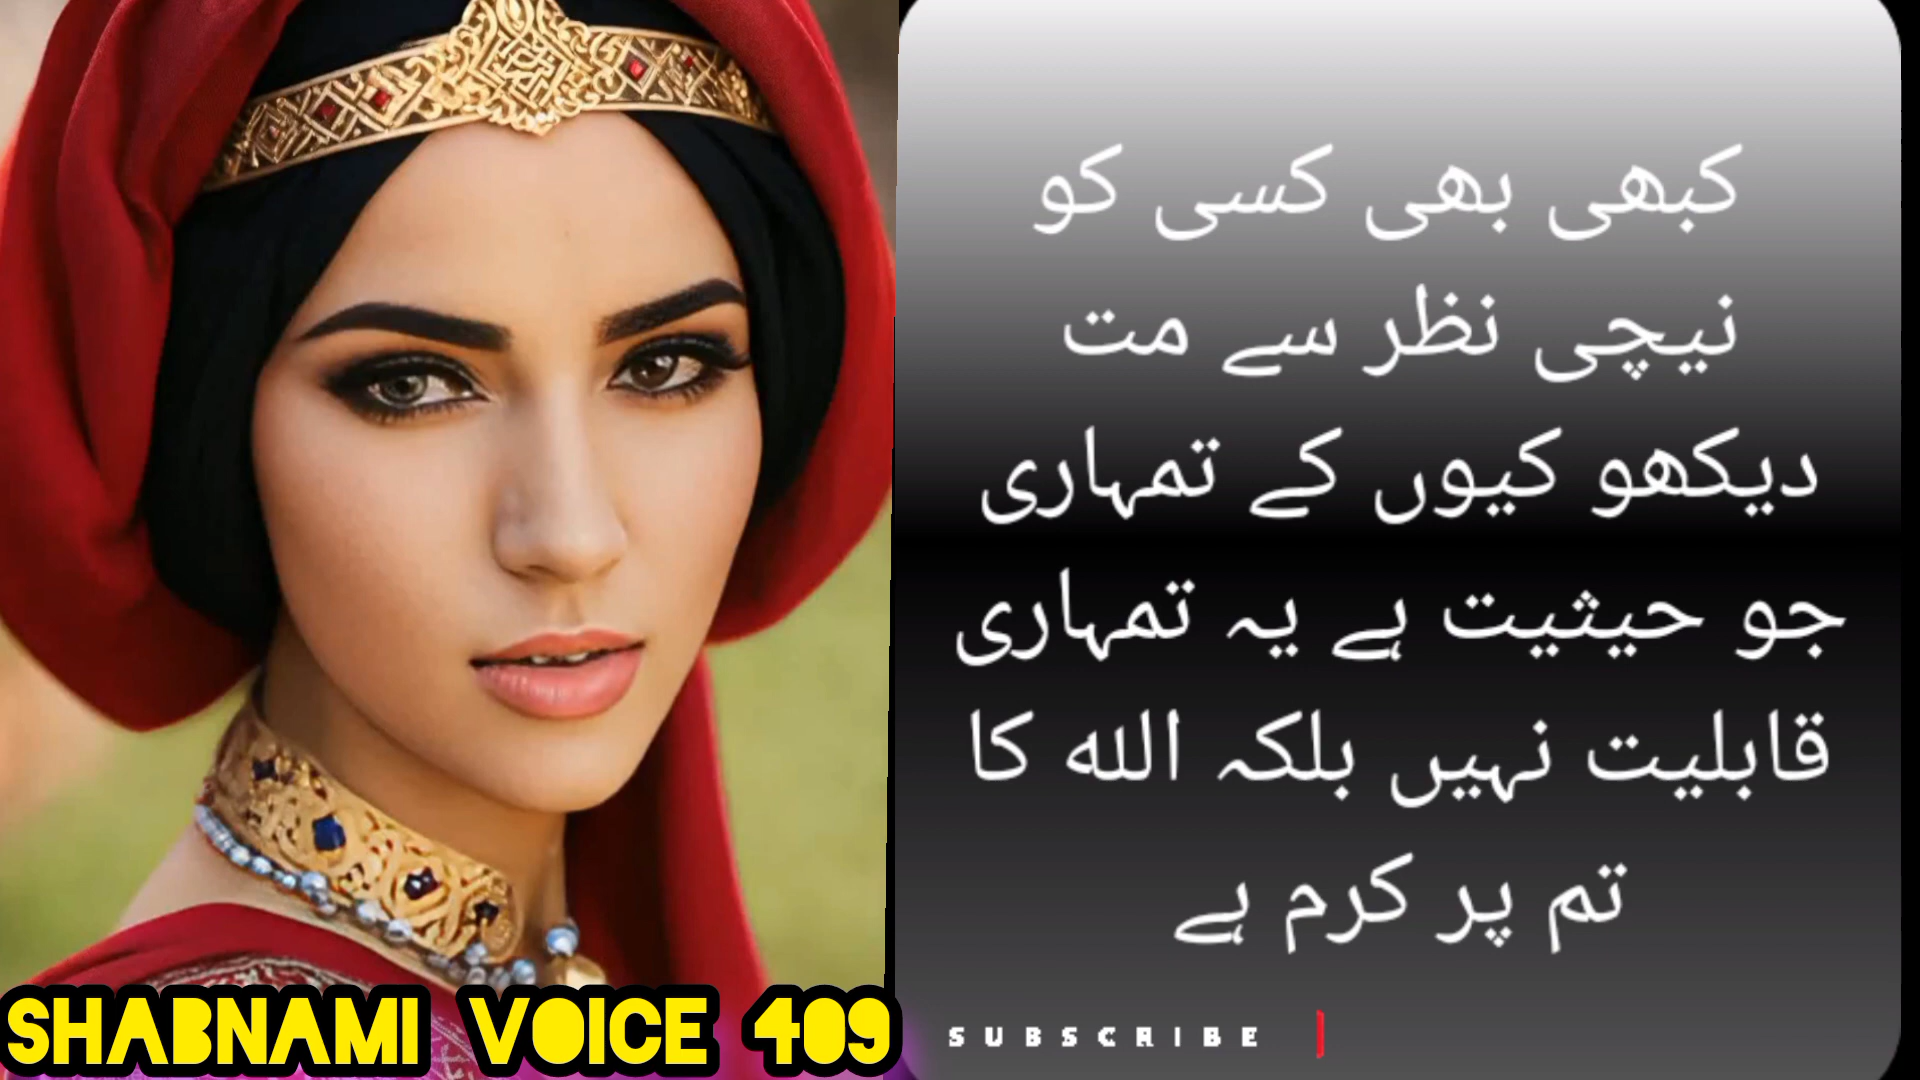 کبھی بھی کسی کو
نیچی نظر سے مت
دیکھو کیوں کے تمہاری
جو حیثیت ہے یہ تمہاری
قابلیت نہیں بلکہ اللہ کا
تم پر کرم ہے
SHABNAMI VOICE 409
SUBSCRIBE